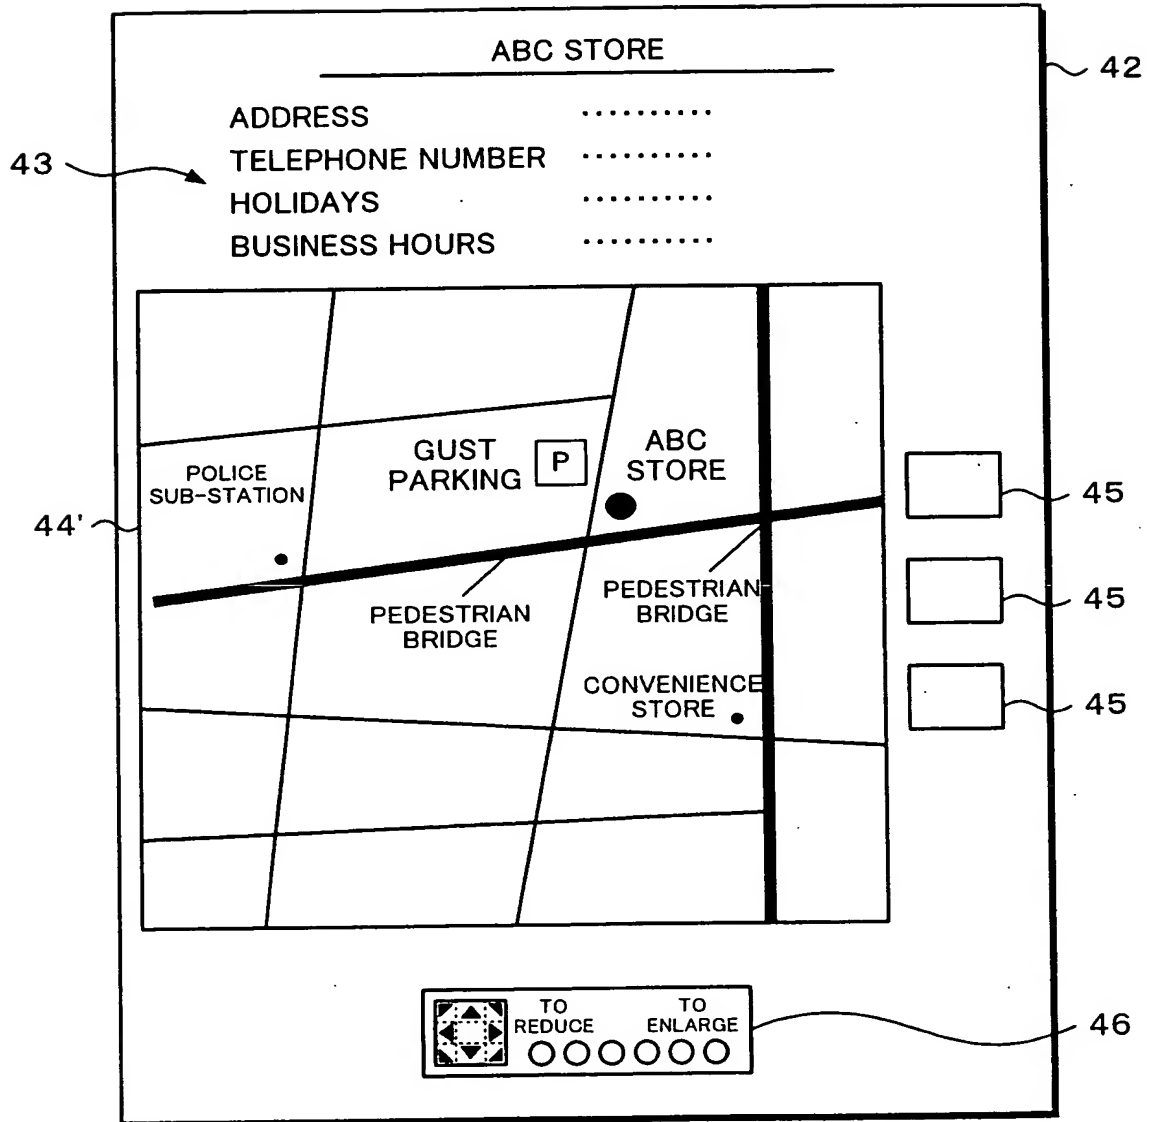 ABC STORE
42
ADDRESS ..........
TELEPHONE NUMBER ..........
43
HOLIDAYS ..........
BUSINESS HOURS ..........
GUST
PARKING
P
ABC
STORE
POLICE
SUB-STATION
44'
45
PEDESTRIAN
BRIDGE
PEDESTRIAN
BRIDGE
45
CONVENIENCE
STORE
45
TO
REDUCE
TO
ENLARGE
46